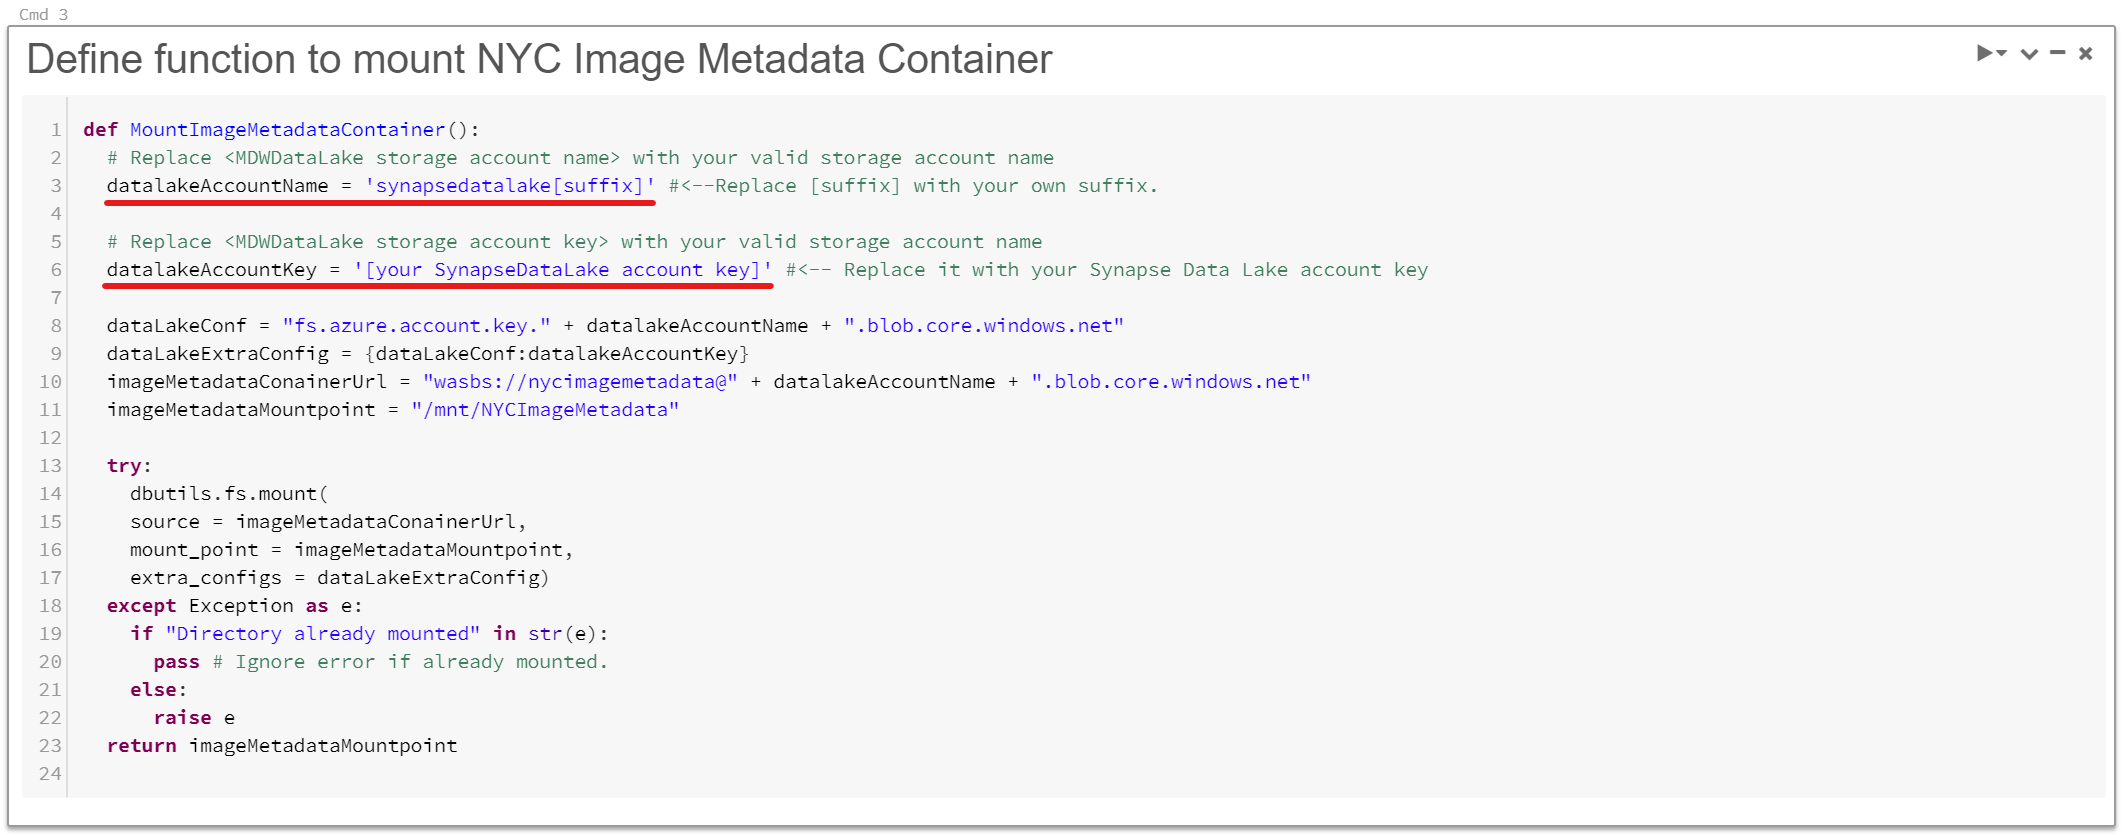 Cmd 3
Define function to mount NYC Image Metadata Container
1 def MountImageMetadataContainer():
2 # Replace <MDWDataLake storage account name> with your valid storage account name
3 datalakeAccountName = 'synapsedatalake[suffix]' #<--Replace [suffix] with your own suffix.
4
5 # Replace <MDWDataLake storage account key> with your valid storage account name
6 datalakeAccountKey = '[your SynapseDataLake account key]' #<-- Replace it with your Synapse Data Lake account key
7
8 dataLakeConf = "fs.azure.account.key." + datalakeAccountName + ".blob.core.windows.net"
9 dataLakeExtraConfig = {dataLakeConf:datalakeAccountKey}
10 imageMetadataConainerUrl = "wasbs://nycimagemetadata@" + datalakeAccountName + ".blob.core.windows.net"
11 imageMetadataMountpoint = "/mnt/NYCImageMetadata"
12
13 try:
14 dbutils.fs.mount(
15 source = imageMetadataConainerUrl,
16 mount_point = imageMetadataMountpoint,
17 extra_configs = dataLakeExtraConfig)
18 except Exception as e:
19 if "Directory already mounted" in str(e):
20 pass # Ignore error if already mounted.
21 else:
22 raise e
23 return imageMetadataMountpoint
24